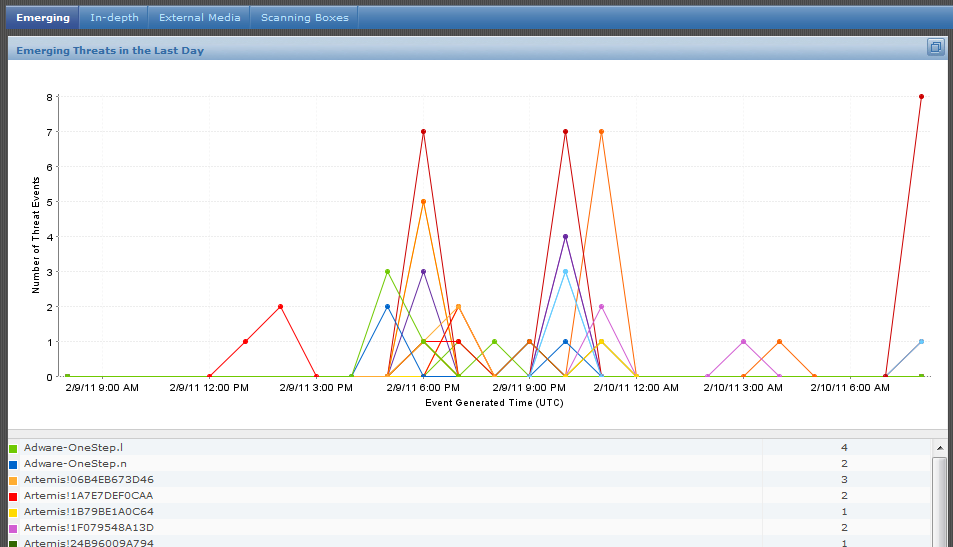 Emerging In-depth External Media Scanning Boxes
Emerging Threats in the Last Day
8
7
6
5
4
3
2
1
0
Number of Threat Events
2/9/11 9:00 AM 2/9/11 12:00 PM 2/9/11 3:00 PM 2/9/11 6:00 PM 2/9/11 9:00 PM 2/10/11 12:00 AM 2/10/11 3:00 AM 2/10/11 6:00 AM
Event Generated Time (UTC)
Adware-OneStep.l 4
Adware-OneStep.n 2
Artemis!06B4EB673D46 3
Artemis!1A7E7DEF0CAA 2
Artemis!1B79BE1A0C64 1
Artemis!1F079548A13D 2
Artemis!24B96009A794 1